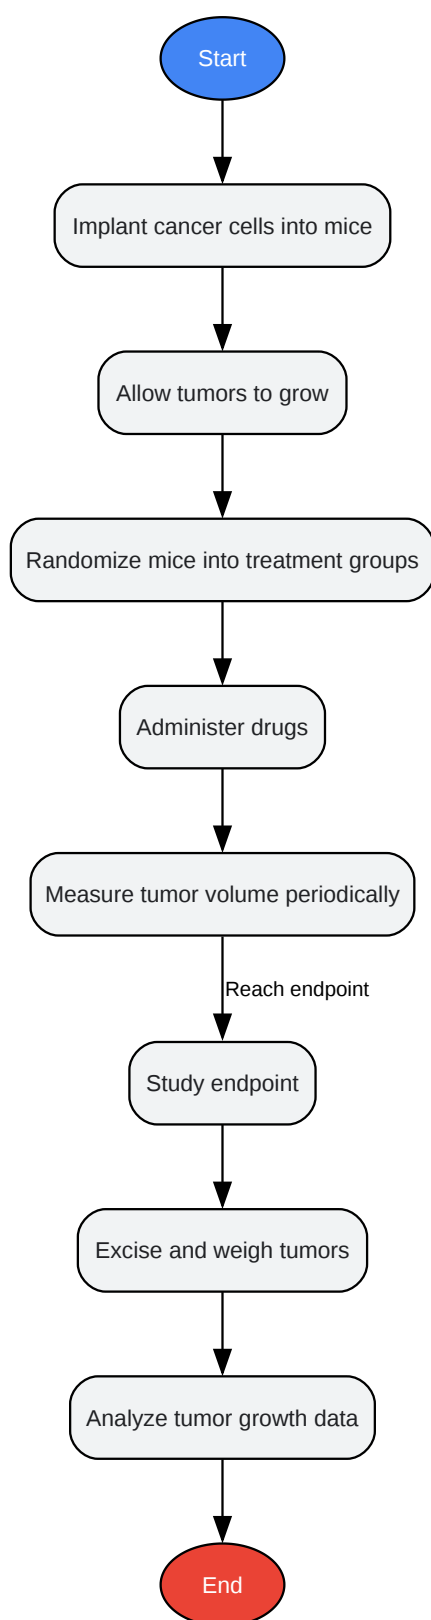 Start
Implant cancer cells into mice
Allow tumors to grow
Randomize mice into treatment groups
Administer drugs
Measure tumor volume periodically
Reach endpoint
Study endpoint
Excise and weigh tumors
Analyze tumor growth data
End